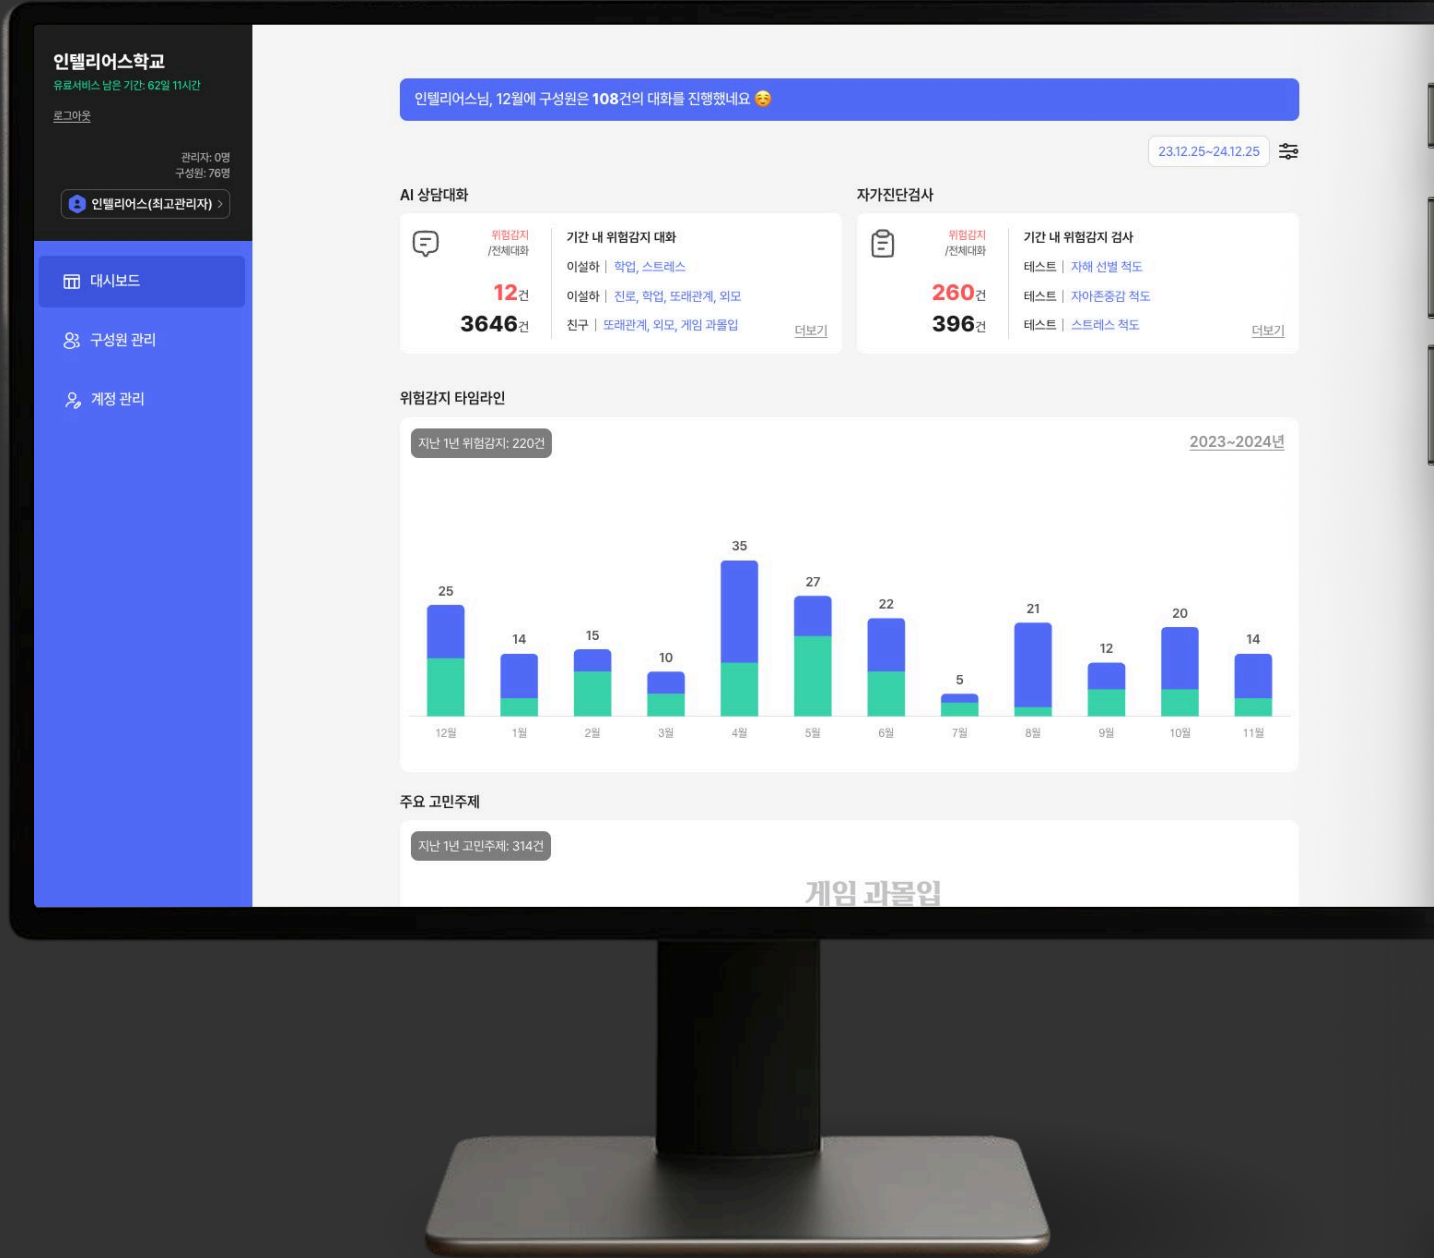 인텔리어스학교
유료서비스 남은 기간: 62일 11시간
로그아웃
관리자: 0명
구성원: 76명
인텔리어스(최고관리자) >
대시보드
구성원 관리
계정 관리
인텔리어스님, 12월에 구성원은 108건의 대화를 진행했네요 ☺️
23.12.25~24.12.25
AI 상담대화
위험감지
/전체대화
12건
3646건
기간 내 위험감지 대화
이설하 | 학업, 스트레스
이설하 | 진로, 학업, 또래관계, 외모
친구 | 또래관계, 외모, 게임 과몰입
더보기
자가진단검사
위험감지
/전체대화
260건
396건
기간 내 위험감지 검사
테스트 | 자해 선별 척도
테스트 | 자아존중감 척도
테스트 | 스트레스 척도
더보기
위험감지 타임라인
지난 1년 위험감지: 220건
2023~2024년
25 14 15 10 35 27 22 5 21 12 20 14
12월 1월 2월 3월 4월 5월 6월 7월 8월 9월 10월 11월
주요 고민주제
지난 1년 고민주제: 314건
게임 과몰입